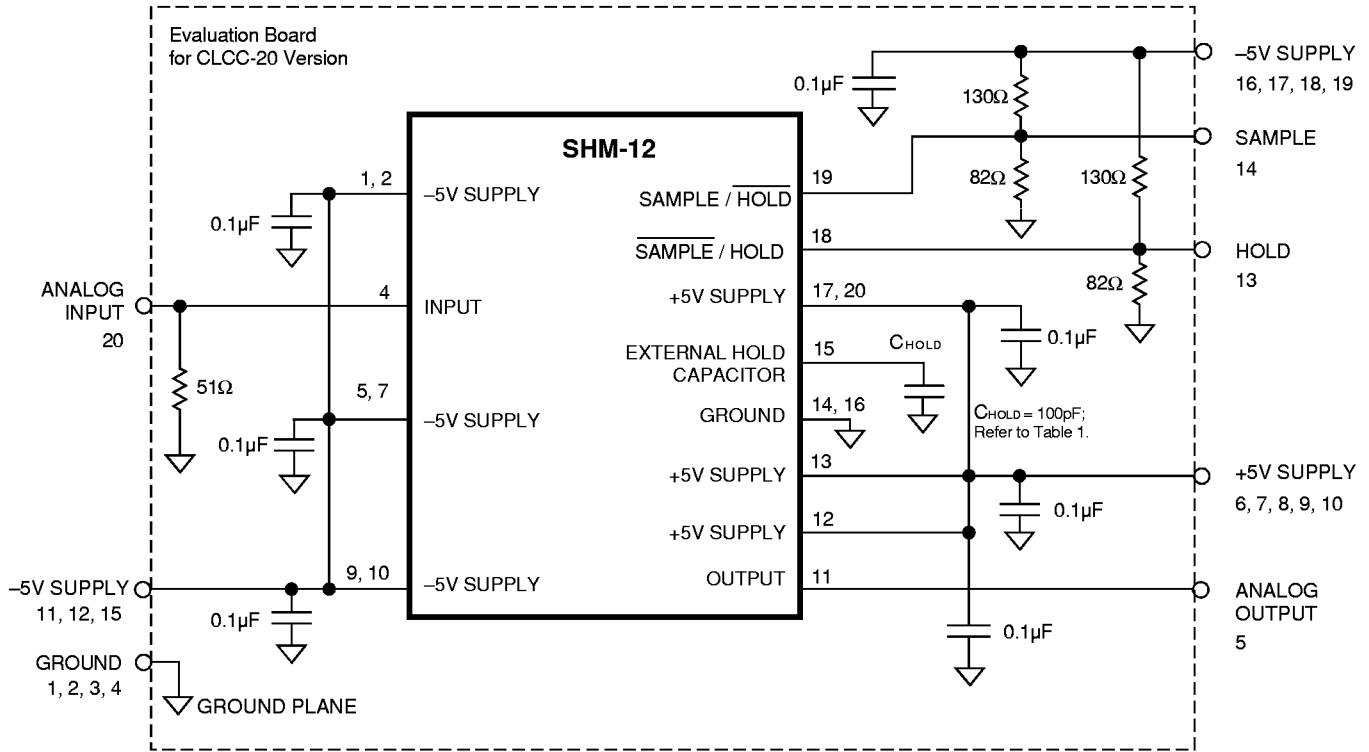 Evaluation Board
for CLCC-20 Version
SHM-12
1, 2
–5V SUPPLY
0.1µF
ANALOG
INPUT
20
4
INPUT
51Ω
5, 7
–5V SUPPLY
0.1µF
9, 10
–5V SUPPLY
–5V SUPPLY
11, 12, 15
0.1µF
GROUND
1, 2, 3, 4
GROUND PLANE
0.1µF
130Ω
–5V SUPPLY
16, 17, 18, 19
SAMPLE
14
19
SAMPLE / HOLD
82Ω
130Ω
18
SAMPLE / HOLD
HOLD
13
82Ω
+5V SUPPLY
17, 20
0.1µF
EXTERNAL HOLD
CAPACITOR
15
CHOLD
GROUND
14, 16
CHOLD = 100pF;
Refer to Table 1.
+5V SUPPLY
13
+5V SUPPLY
6, 7, 8, 9, 10
0.1µF
+5V SUPPLY
12
OUTPUT
11
ANALOG
OUTPUT
5
0.1µF